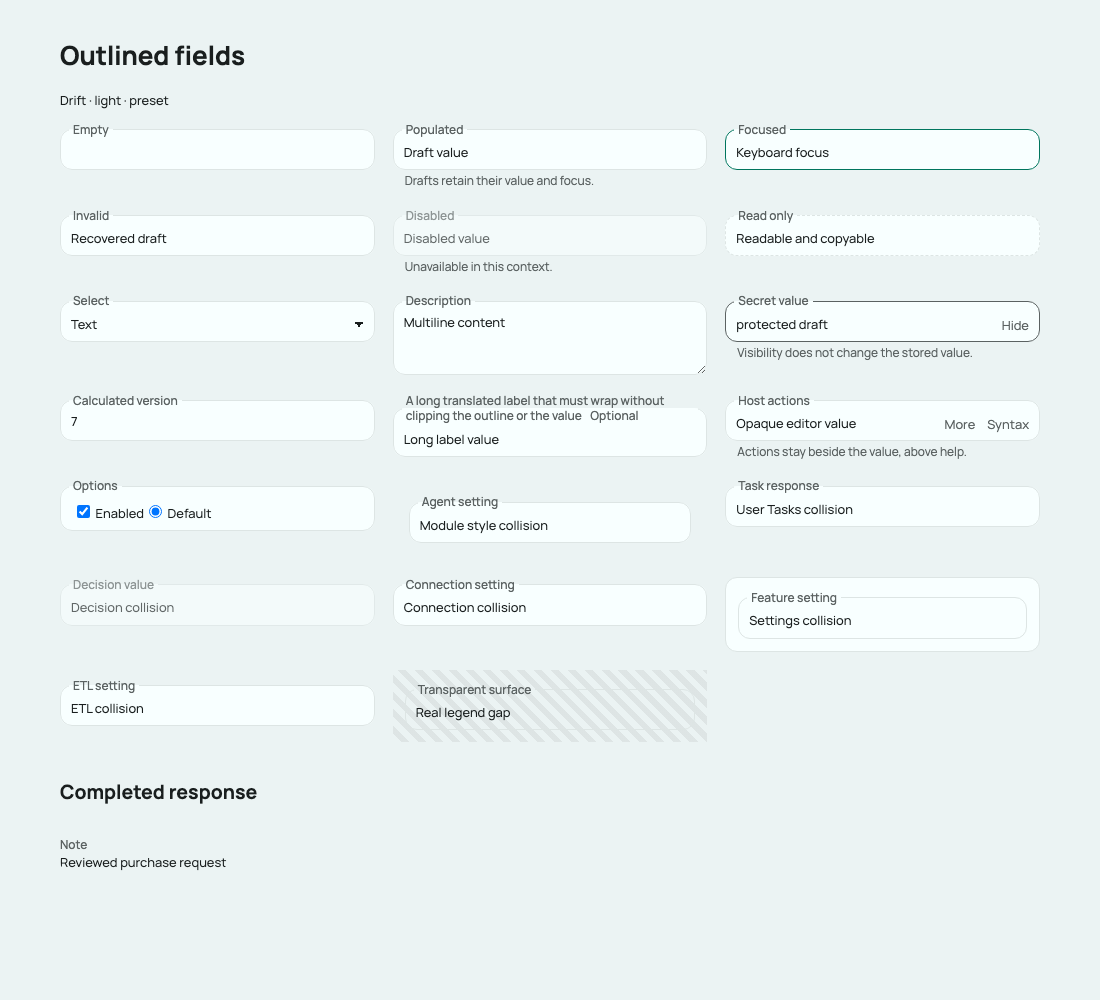 Outlined fields
Drift · light · preset
Empty
Populated
Draft value
Drafts retain their value and focus.
Focused
Keyboard focus
Invalid
Recovered draft
Disabled
Disabled value
Unavailable in this context.
Read only
Readable and copyable
Select
Text
Description
Multiline content
Secret value
protected draft Hide
Visibility does not change the stored value.
Calculated version
7
A long translated label that must wrap without
clipping the outline or the value Optional
Long label value
Host actions
Opaque editor value More Syntax
Actions stay beside the value, above help.
Options
Enabled Default
Agent setting
Module style collision
Task response
User Tasks collision
Decision value
Decision collision
Connection setting
Connection collision
Feature setting
Settings collision
ETL setting
ETL collision
Transparent surface
Real legend gap
Completed response
Note
Reviewed purchase request